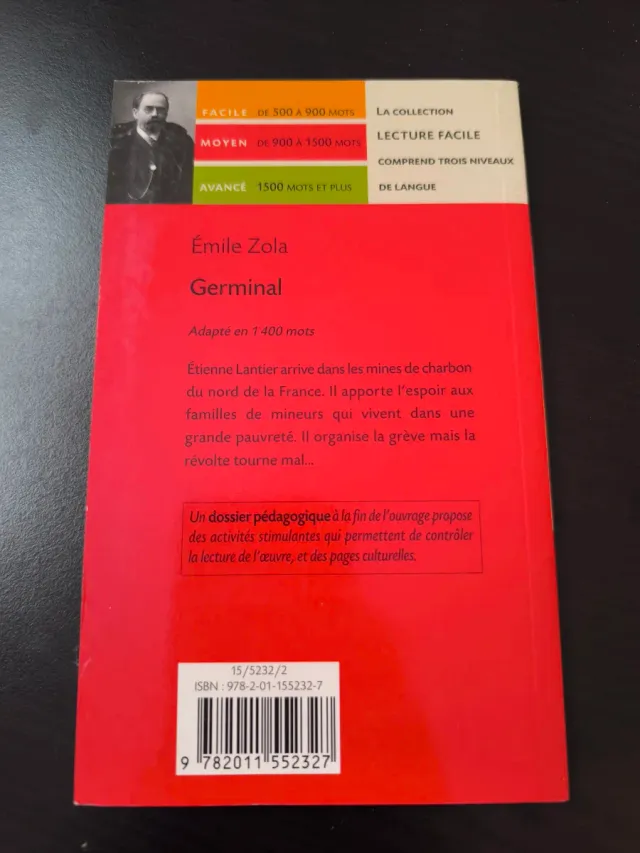 FACILE DE 500 À 900 MOTS
MOYEN DE 900 À 1500 MOTS
AVANCÉ 1500 MOTS ET PLUS
LA COLLECTION
LECTURE FACILE
COMPREND TROIS NIVEAUX
DE LANGUE
Émile Zola
Germinal
Adapté en 1 400 mots
Étienne Lantier arrive dans les mines de charbon
du nord de la France. Il apporte l'espoir aux
familles de mineurs qui vivent dans une
grande pauvreté. Il organise la grève mais la
révolte tourne mal...
Un dossier pédagogique à la fin de l'ouvrage propose
des activités stimulantes qui permettent de contrôler
la lecture de l'œuvre, et des pages culturelles.
15/5232/2
ISBN : 978-2-01-155232-7
9 782011 552327